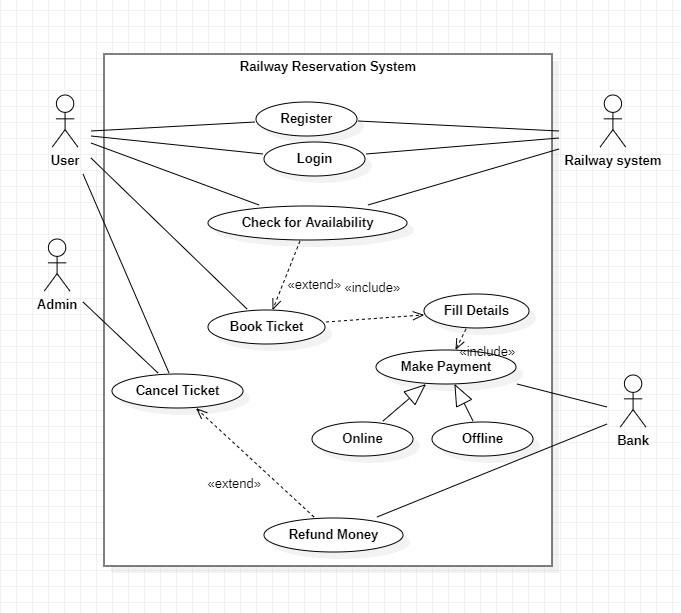 Railway Reservation System
Register
Login
User
Railway system
Check for Availability
Admin
«extend»
«include»
Fill Details
Book Ticket
«include»
Make Payment
Cancel Ticket
Online
Offline
Bank
«extend»
Refund Money